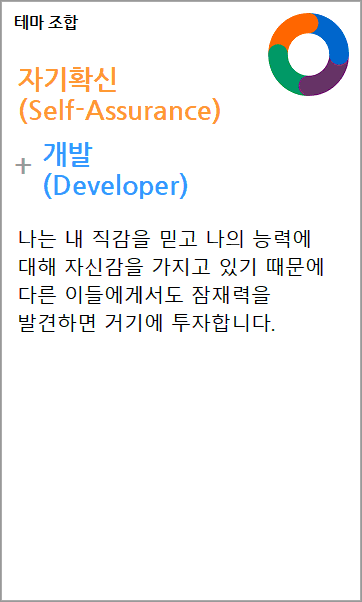 테마 조합
자기확신
(Self-Assurance)
+ 개발
(Developer)
나는 내 직감을 믿고 나의 능력에
대해 자신감을 가지고 있기 때문에
다른 이들에게서도 잠재력을
발견하면 거기에 투자합니다.